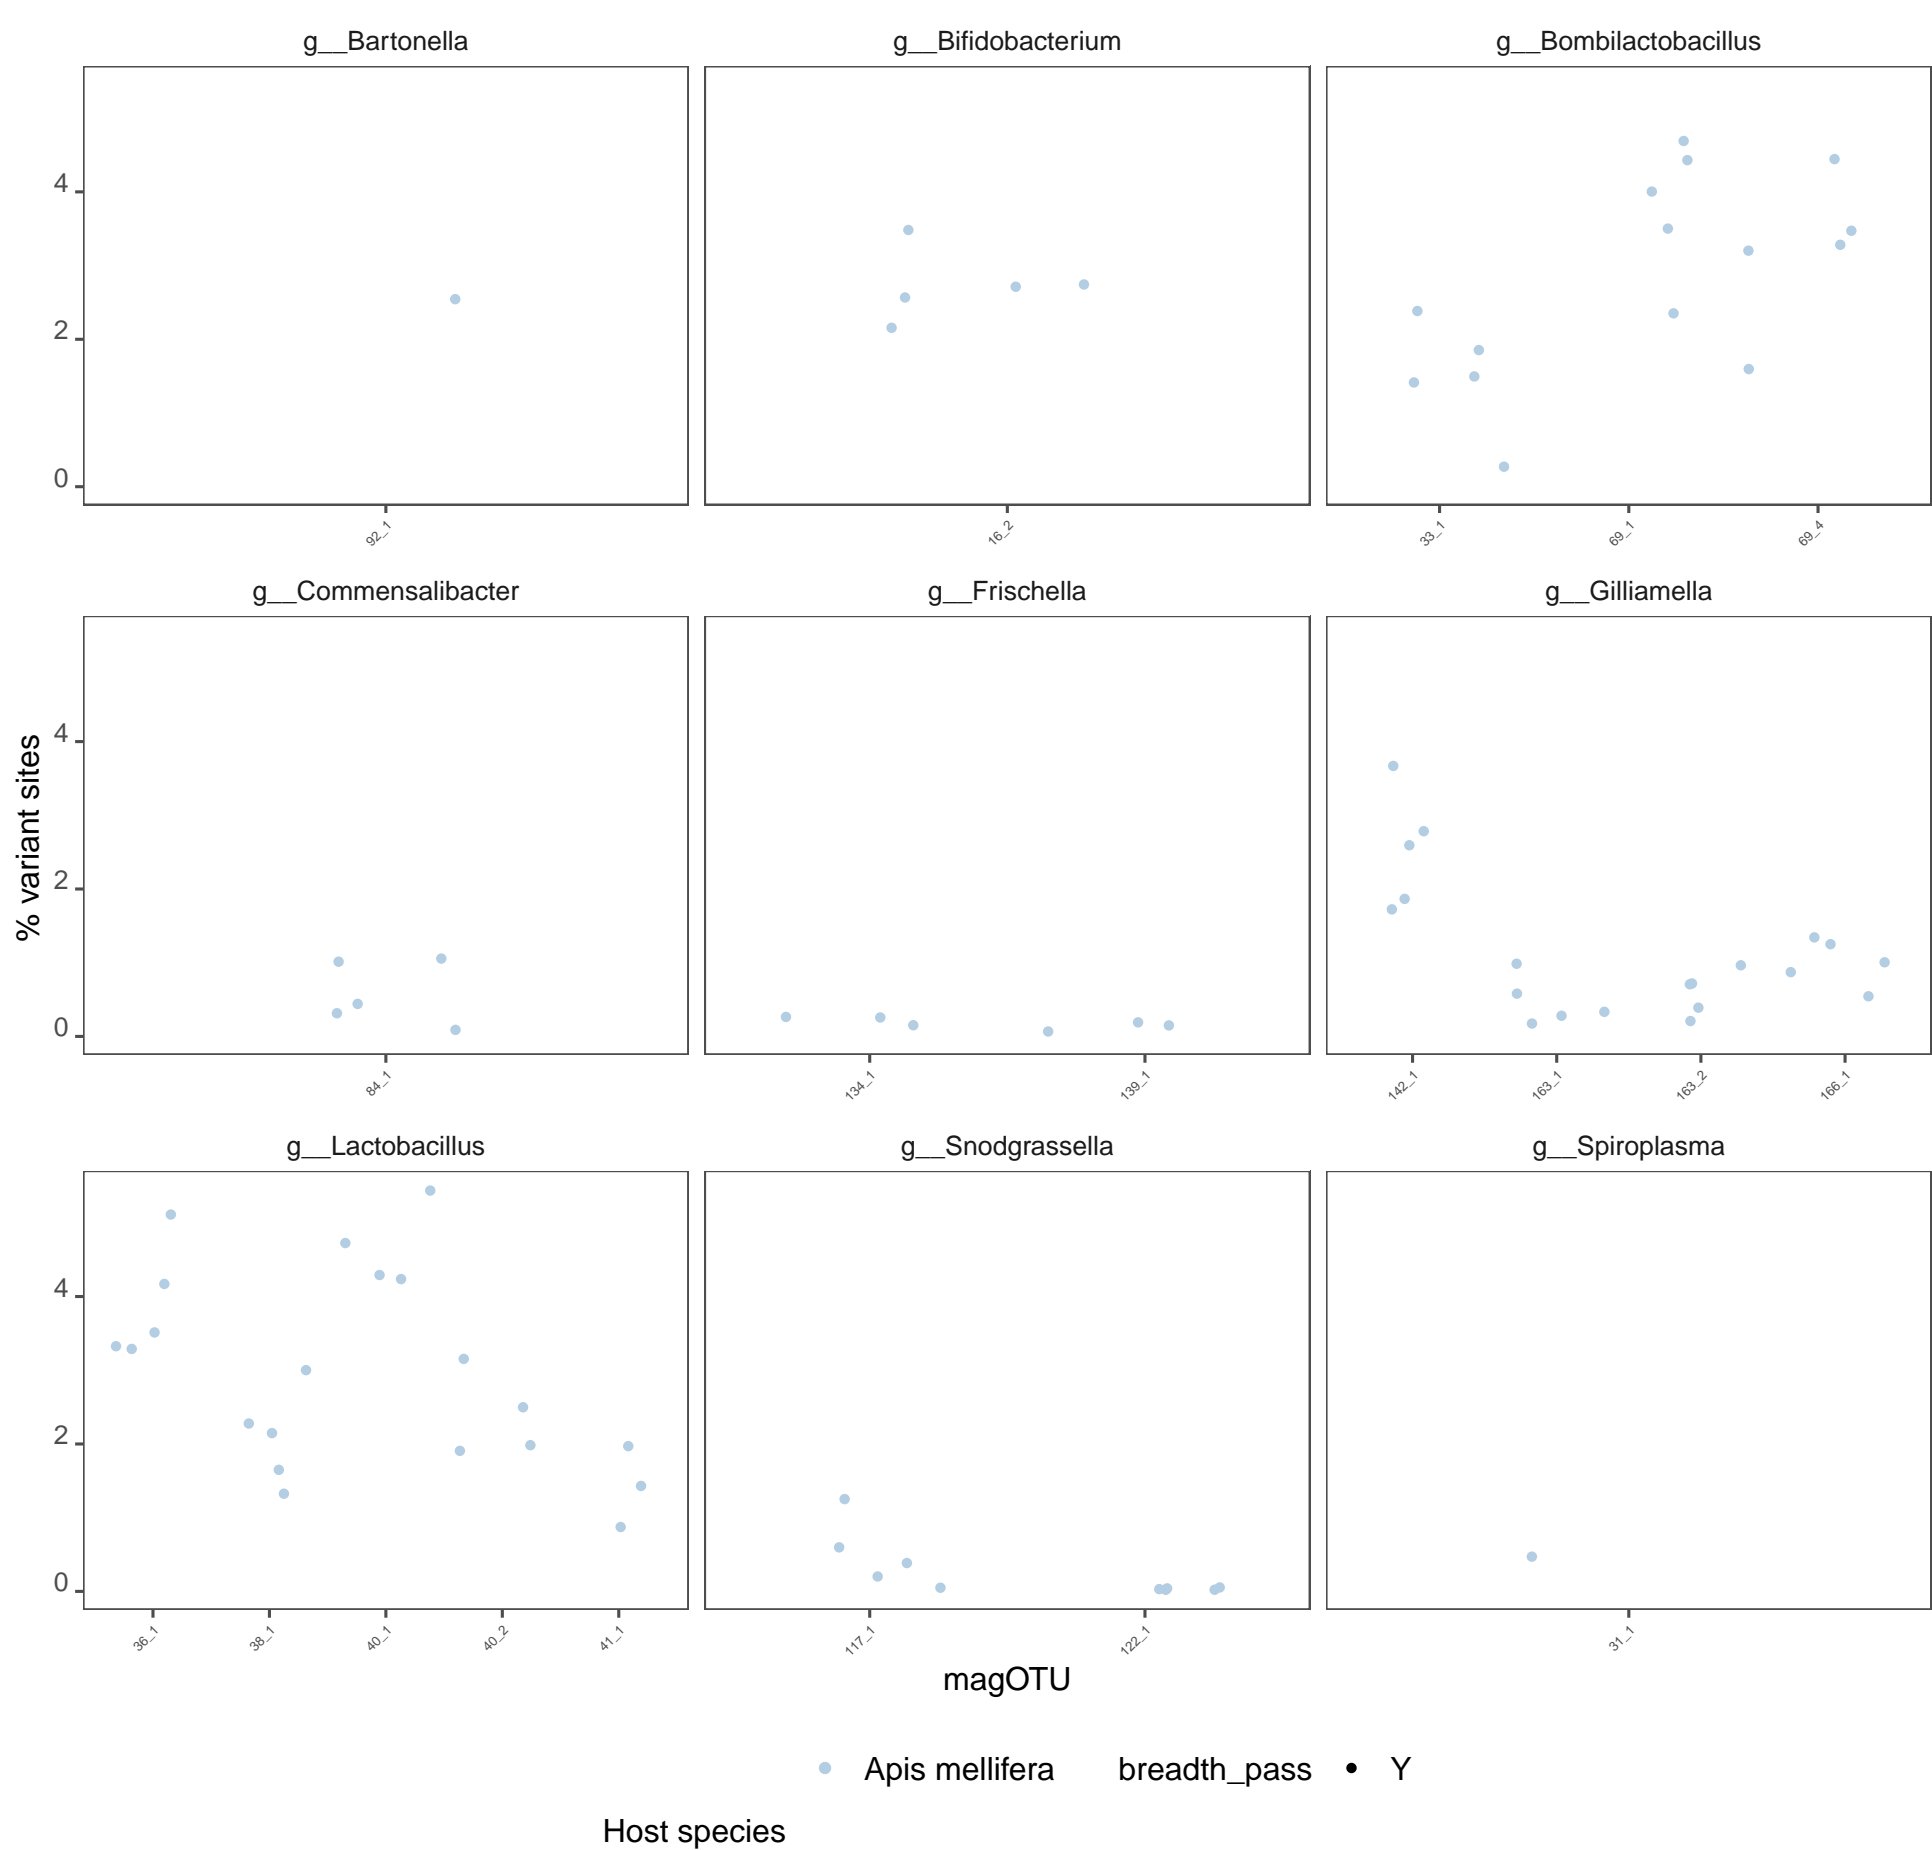 g__Bartonella g__Bifidobacterium g__Bombilactobacillus
4
2
0
92_1 16_2 33_1 69_1 69_4
g__Commensalibacter g__Frischella g__Gilliamella
4
2
0
84_1 134_1 139_1 142_1 163_1 163_2 166_1
% variant sites
g__Lactobacillus g__Snodgrassella g__Spiroplasma
4
2
0
36_1 38_1 40_1 40_2 41_1 117_1 122_1 31_1
magOTU
Apis mellifera breadth_pass Y
Host species